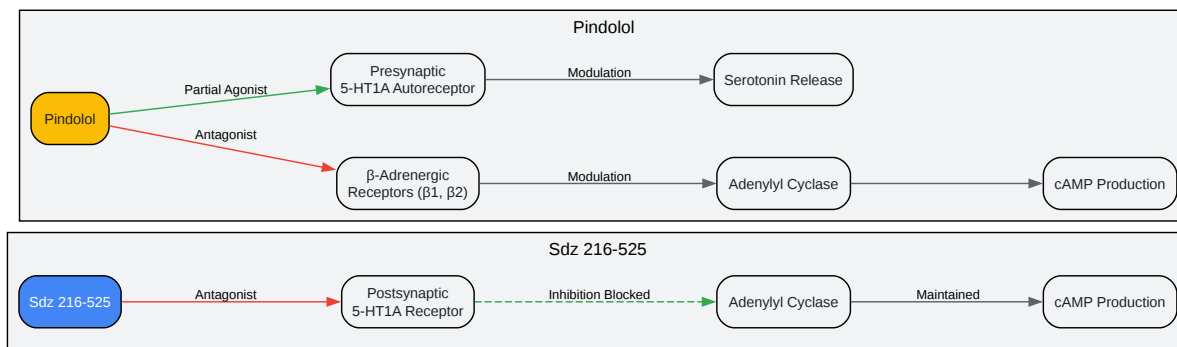 Pindolol
Presynaptic
5-HT1A Autoreceptor
Modulation
Serotonin Release
Partial Agonist
Pindolol
Antagonist
β-Adrenergic
Receptors (β1, β2)
Modulation
Adenylyl Cyclase
cAMP Production
Sdz 216-525
Sdz 216-525
Antagonist
Postsynaptic
5-HT1A Receptor
Inhibition Blocked
Adenylyl Cyclase
Maintained
cAMP Production